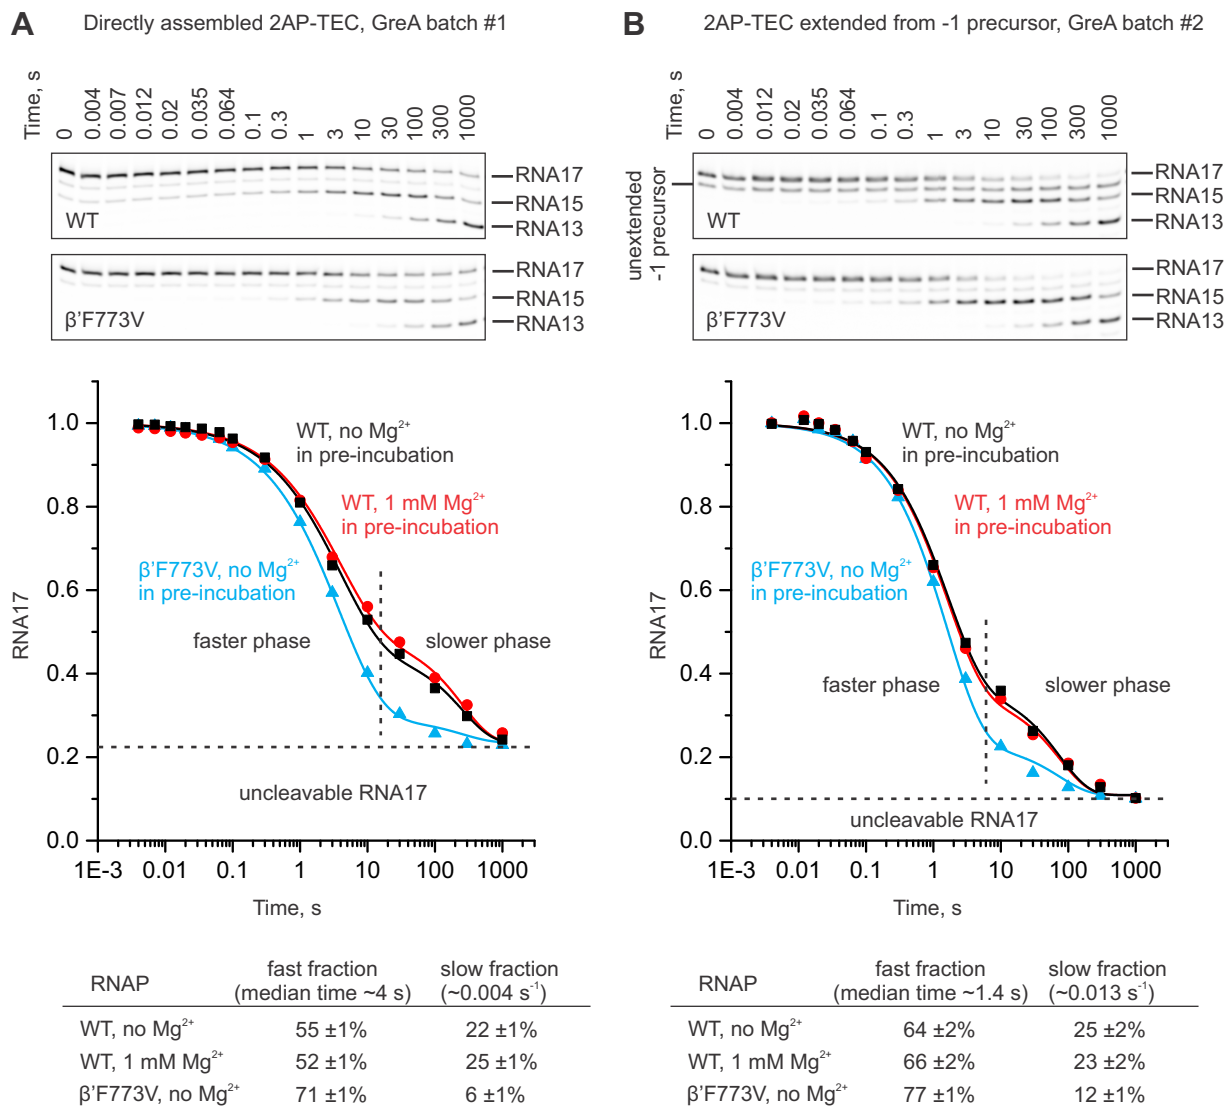 A Directly assembled 2AP-TEC, GreA batch #1
Time, s
0 0.004 0.007 0.012 0.02 0.035 0.064 0.1 0.3 1 3 10 30 100 300 1000
RNA17
RNA15
RNA13
WT
RNA17
RNA15
RNA13
β'F773V
1.0
0.8
0.6
0.4
0.2
0.0
RNA17
WT, no Mg²⁺
in pre-incubation
WT, 1 mM Mg²⁺
in pre-incubation
β'F773V, no Mg²⁺
in pre-incubation
faster phase
slower phase
uncleavable RNA17
1E-3 0.01 0.1 1 10 100 1000
Time, s
RNAP
fast fraction
(median time ~4 s)
slow fraction
(~0.004 s⁻¹)
WT, no Mg²⁺ 55 ±1% 22 ±1%
WT, 1 mM Mg²⁺ 52 ±1% 25 ±1%
β'F773V, no Mg²⁺ 71 ±1% 6 ±1%
B 2AP-TEC extended from -1 precursor, GreA batch #2
Time, s
0 0.004 0.012 0.02 0.035 0.064 0.1 0.3 1 3 10 30 100 300 1000
unextended
-1 precursor
RNA17
RNA15
RNA13
WT
RNA17
RNA15
RNA13
β'F773V
1.0
0.8
0.6
0.4
0.2
0.0
RNA17
WT, no Mg²⁺
in pre-incubation
WT, 1 mM Mg²⁺
in pre-incubation
β'F773V, no Mg²⁺
in pre-incubation
faster phase
slower phase
uncleavable RNA17
1E-3 0.01 0.1 1 10 100 1000
Time, s
RNAP
fast fraction
(median time ~1.4 s)
slow fraction
(~0.013 s⁻¹)
WT, no Mg²⁺ 64 ±2% 25 ±2%
WT, 1 mM Mg²⁺ 66 ±2% 23 ±2%
β'F773V, no Mg²⁺ 77 ±1% 12 ±1%